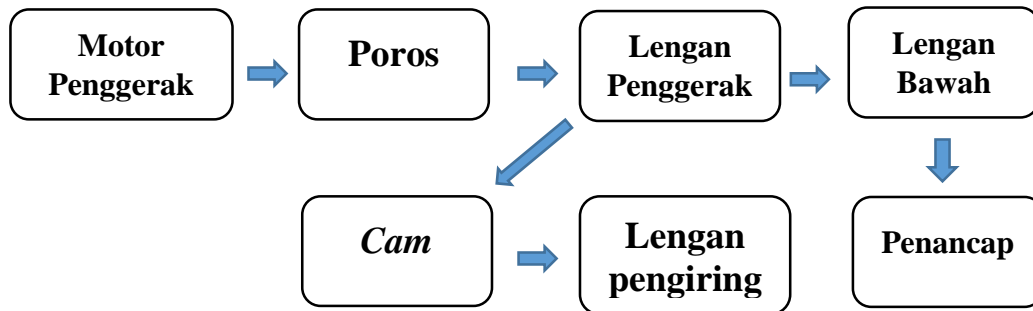 Motor
Penggerak
Poros
Lengan
Penggerak
Lengan
Bawah
Cam
Lengan
pengiring
Penancap